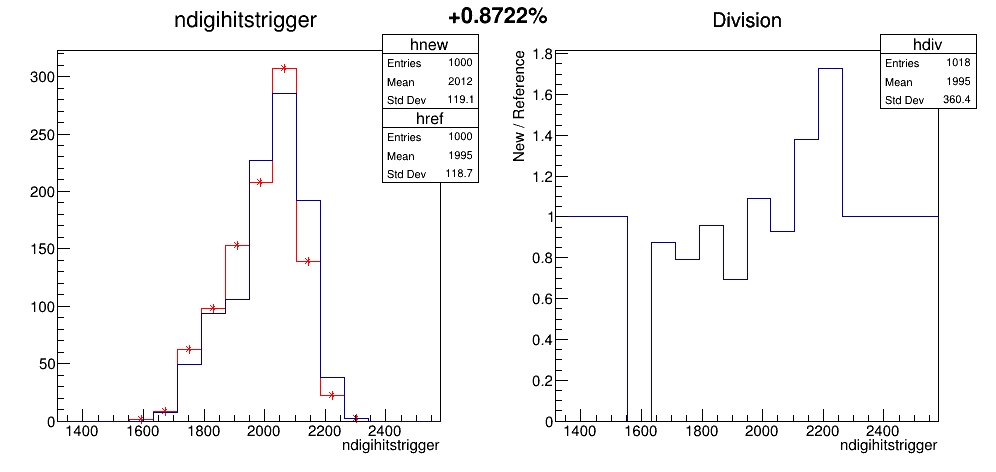 ndigihitstrigger
+0.8722%
Division
hnew
Entries 1000
Mean 2012
Std Dev 119.1
href
Entries 1000
Mean 1995
Std Dev 118.7
300
250
200
150
100
50
0
1400 1600 1800 2000 2200 2400
ndigihitstrigger
hdiv
Entries 1018
Mean 1995
Std Dev 360.4
New / Reference
1.8
1.6
1.4
1.2
1
0.8
0.6
0.4
0.2
0
1400 1600 1800 2000 2200 2400
ndigihitstrigger